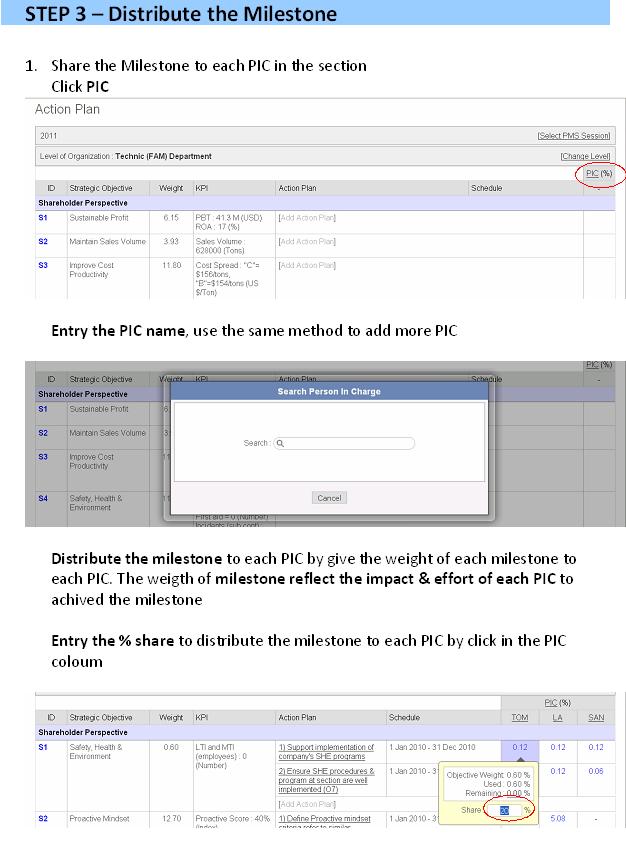 STEP 3 – Distribute the Milestone
1. Share the Milestone to each PIC in the section
Click PIC
Action Plan
2011 [Select PMS Session]
Level of Organization : Technic (FAM) Department [Change Level]
PIC (%)
ID Strategic Objective Weight KPI Action Plan Schedule -
Shareholder Perspective
S1 Sustainable Profit 6.15 PBT : 41.3 M (USD) [Add Action Plan]
ROA : 17 (%)
S2 Maintain Sales Volume 3.93 Sales Volume : [Add Action Plan]
628000 (Tons)
S3 Improve Cost 11.80 Cost Spread : "C"= [Add Action Plan]
Productivity $156/tons,
"B"=$154/tons (US
$/Ton)
Entry the PIC name, use the same method to add more PIC
PIC (%)
ID Strategic Objective Weight KPI Action Plan Schedule -
Shareholder Perspective
Search Person In Charge
S1 Sustainable Profit 6
S2 Maintain Sales Volume 3
Search :
S3 Improve Cost 11
Productivity
S4 Safety, Health & 11
Environment
Cancel
First aid = 0 (Number)
Incidents (sub cont) :
Distribute the milestone to each PIC by give the weight of each milestone to
each PIC. The weigth of milestone reflect the impact & effort of each PIC to
achived the milestone
Entry the % share to distribute the milestone to each PIC by click in the PIC
coloum
PIC (%)
ID Strategic Objective Weight KPI Action Plan Schedule TOM LA SAN
Shareholder Perspective
S1 Safety, Health & 0.60 LTI and MTI 1) Support implementation of 1 Jan 2010 - 31 Dec 2010 0.12 0.12 0.12
Environment (employees) : 0 company's SHE programs
(Number)
2) Ensure SHE procedures & 1 Jan 2010 - 3 0.12 0.06
program at section are well
implemented (O7)
Objective Weight: 0.60 %
Used : 0.60 %
Remaining : 0.00 %
[Add Action Plan]
Share : 20 %
S2 Proactive Mindset 12.70 Proactive Score : 40% 1) Define Proactive mindset 1 Jan 2010 - 3 5.08 -
(Index) criteria refer to similar